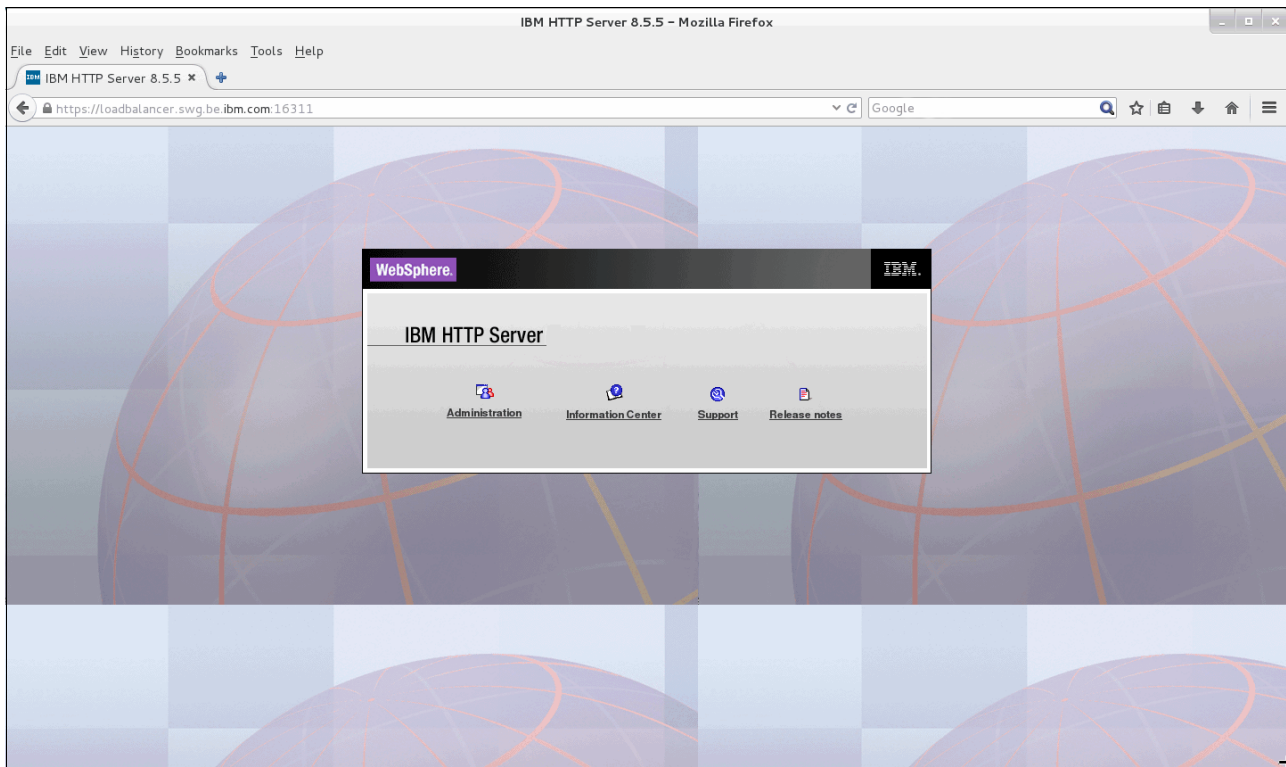 IBM HTTP Server 8.5.5 – Mozilla Firefox
File Edit View History Bookmarks Tools Help
IBM HTTP Server 8.5.5
https://loadbalancer.swg.be.ibm.com:16311
Google
WebSphere.
IBM.
IBM HTTP Server
Administration
Information Center
Support
Release notes